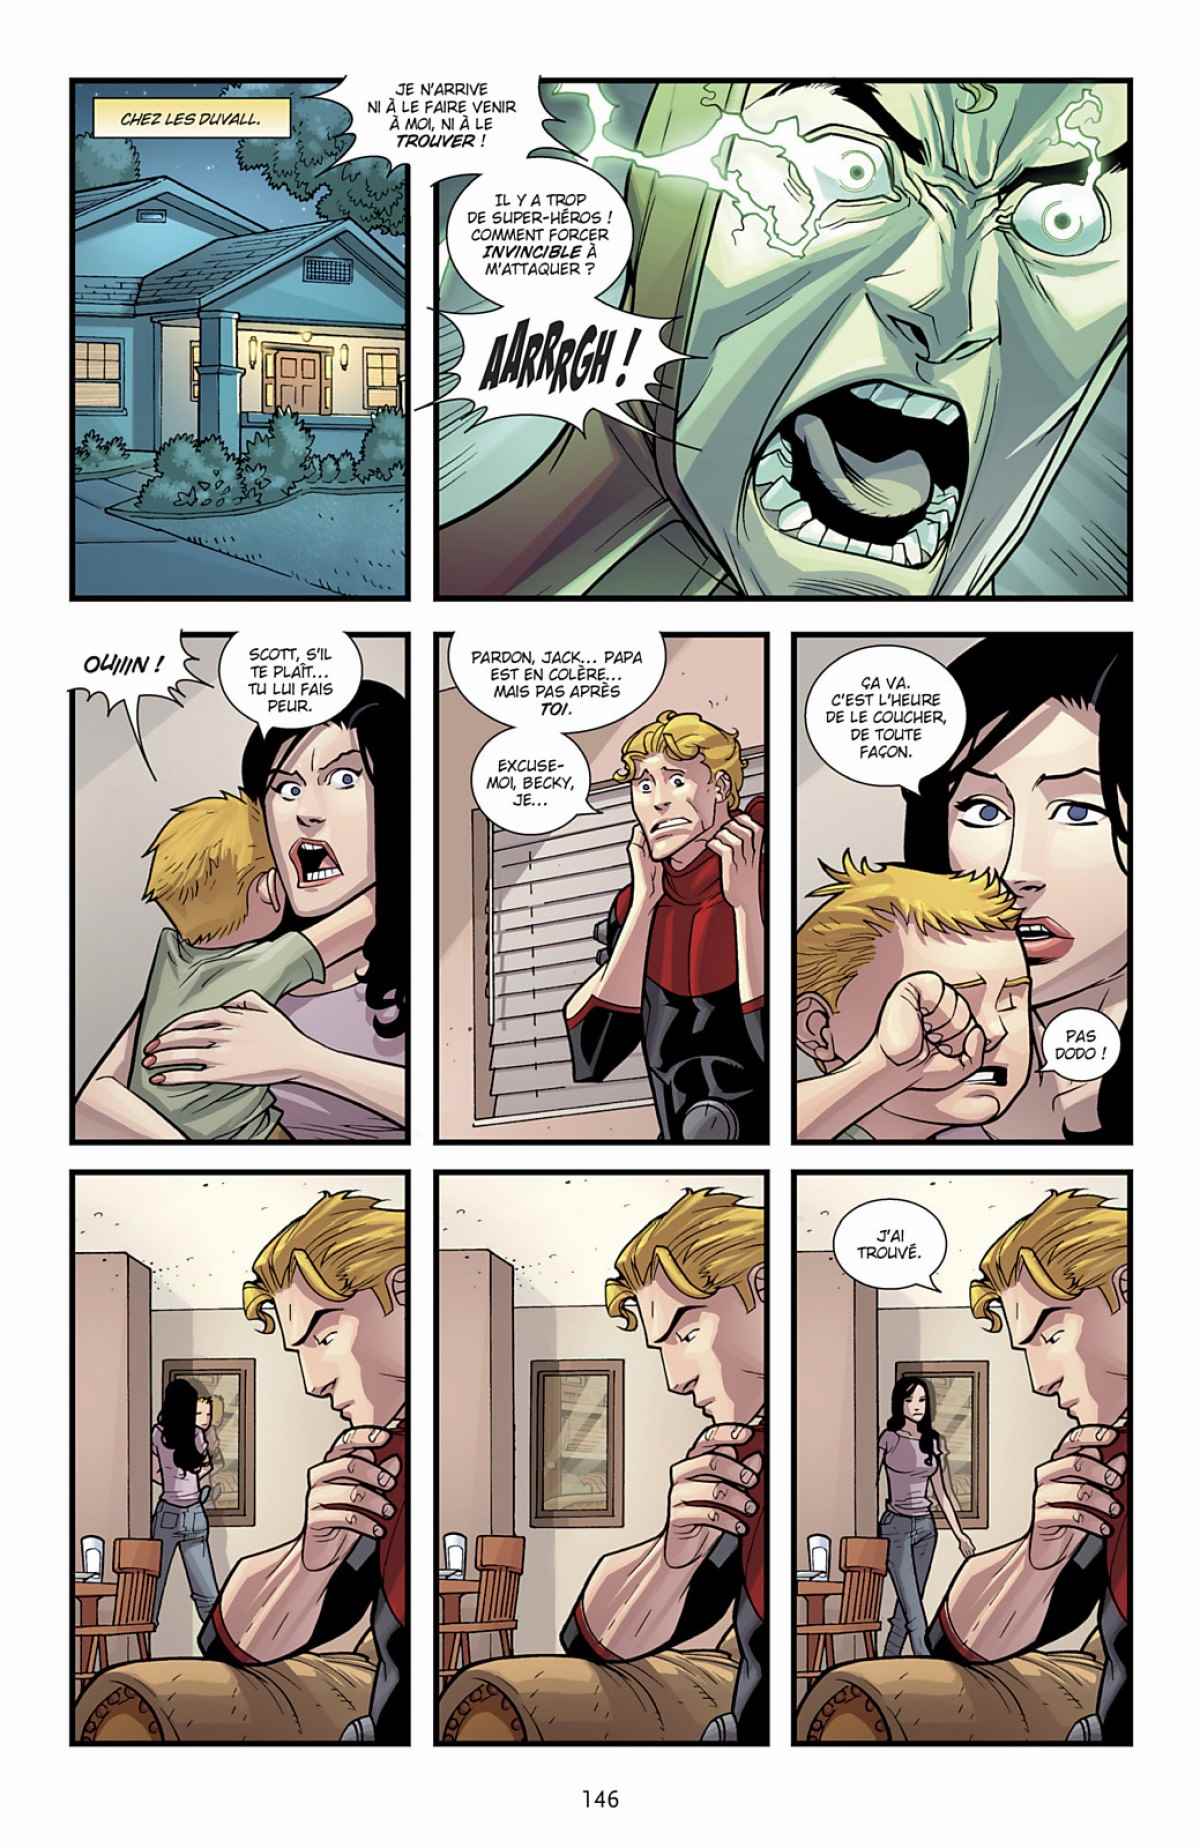 CHEZ LES DUVALL.
JE N'ARRIVE
NI À LE FAIRE VENIR
À MOI, NI À LE
TROUVER !
IL Y A TROP
DE SUPER-HÉROS !
COMMENT FORCER
INVINCIBLE À
M'ATTAQUER ?
AARRRGH !
OUIIIN !
SCOTT, S'IL
TE PLAÎT...
TU LUI FAIS
PEUR.
PARDON, JACK... PAPA
EST EN COLÈRE...
MAIS PAS APRÈS
TOI.
EXCUSE-
MOI, BECKY,
JE...
ÇA VA.
C'EST L'HEURE
DE LE COUCHER,
DE TOUTE
FAÇON.
PAS
DODO !
J'AI
TROUVÉ.
146